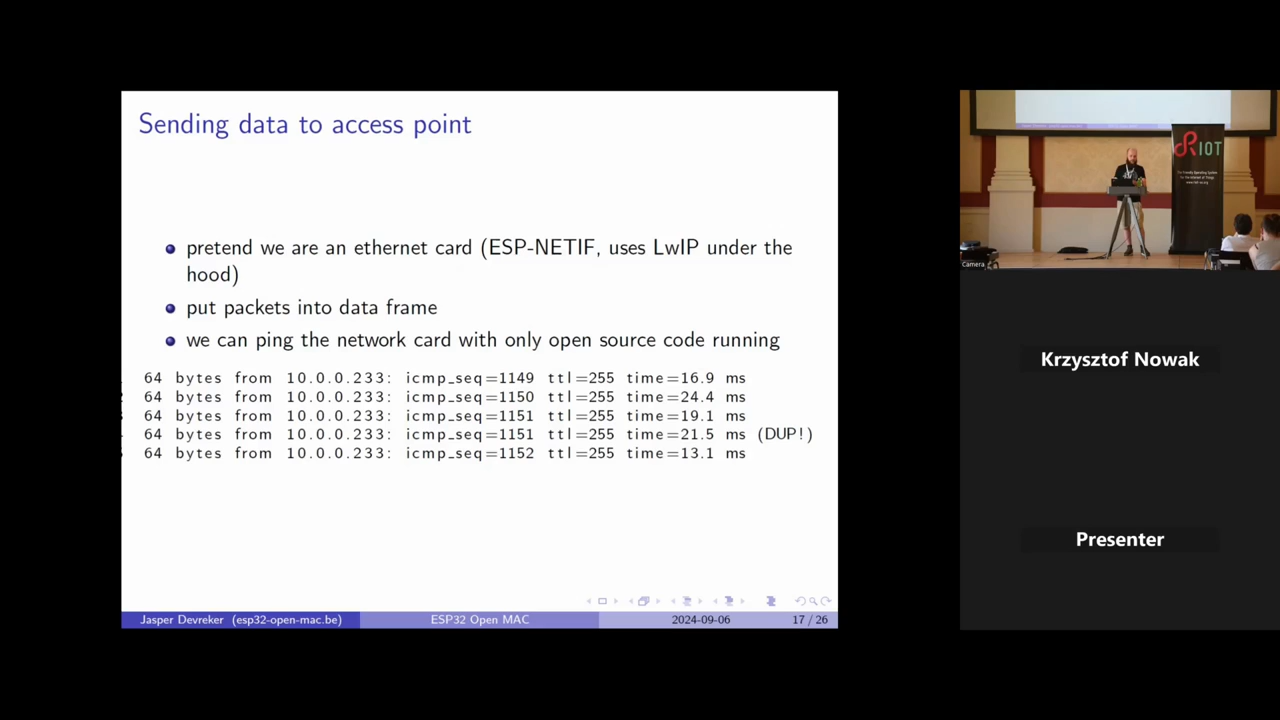 Sending data to access point
pretend we are an ethernet card (ESP-NETIF, uses LwIP under the
hood)
put packets into data frame
we can ping the network card with only open source code running
64 bytes from 10.0.0.233: icmp_seq=1149 ttl=255 time=16.9 ms
64 bytes from 10.0.0.233: icmp_seq=1150 ttl=255 time=24.4 ms
64 bytes from 10.0.0.233: icmp_seq=1151 ttl=255 time=19.1 ms
64 bytes from 10.0.0.233: icmp_seq=1151 ttl=255 time=21.5 ms (DUP!)
64 bytes from 10.0.0.233: icmp_seq=1152 ttl=255 time=13.1 ms
Jasper Devreker (esp32-open-mac.be) ESP32 Open MAC 2024-09-06 17 / 26
RIOT
Camera
Krzysztof Nowak
Presenter